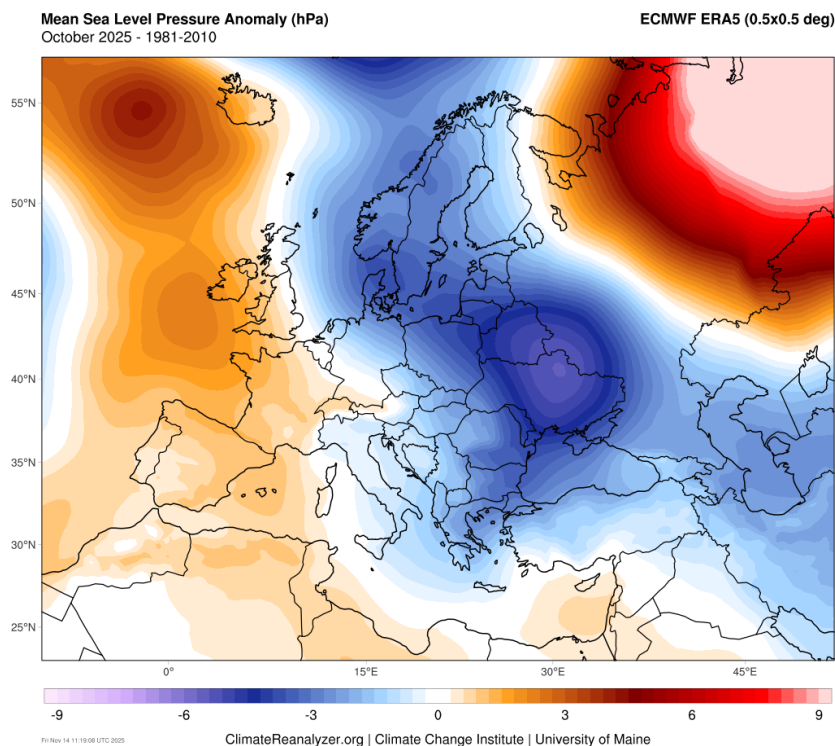 Mean Sea Level Pressure Anomaly (hPa)
ECMWF ERA5 (0.5x0.5 deg)
October 2025 - 1981-2010
55°N
50°N
45°N
40°N
35°N
30°N
25°N
0°
15°E
30°E
45°E
-9
-6
-3
0
3
6
9
Fri Nov 14 11:19:08 UTC 2025
ClimateReanalyzer.org | Climate Change Institute | University of Maine